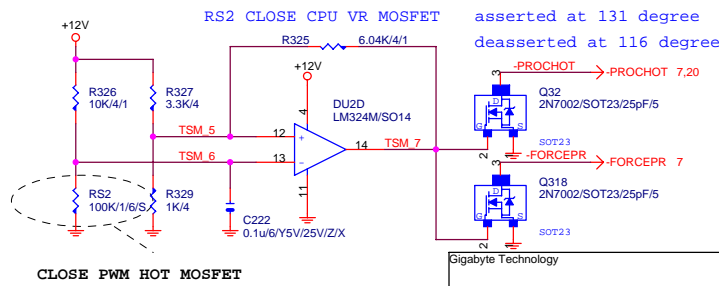 RS2 CLOSE CPU VR MOSFET
asserted at 131 degree
deasserted at 116 degree
R325
6.04K/4/1
+12V
+12V
-PROCHOT
-PROCHOT 7,20
3
Q32
2N7002/SOT23/25pF/5
D
G
S
SOT23
2
1
R326
10K/4/1
R327
3.3K/4
DU2D
LM324M/SO14
4
TSM_5
12
+
14
TSM_7
TSM_6
13
-
11
-FORCEPR
-FORCEPR 7
3
Q318
2N7002/SOT23/25pF/5
D
G
S
SOT23
2
1
RS2
100K/1/6/S
R329
1K/4
C222
0.1u/6/Y5V/25V/Z/X
CLOSE PWM HOT MOSFET
Gigabyte Technology